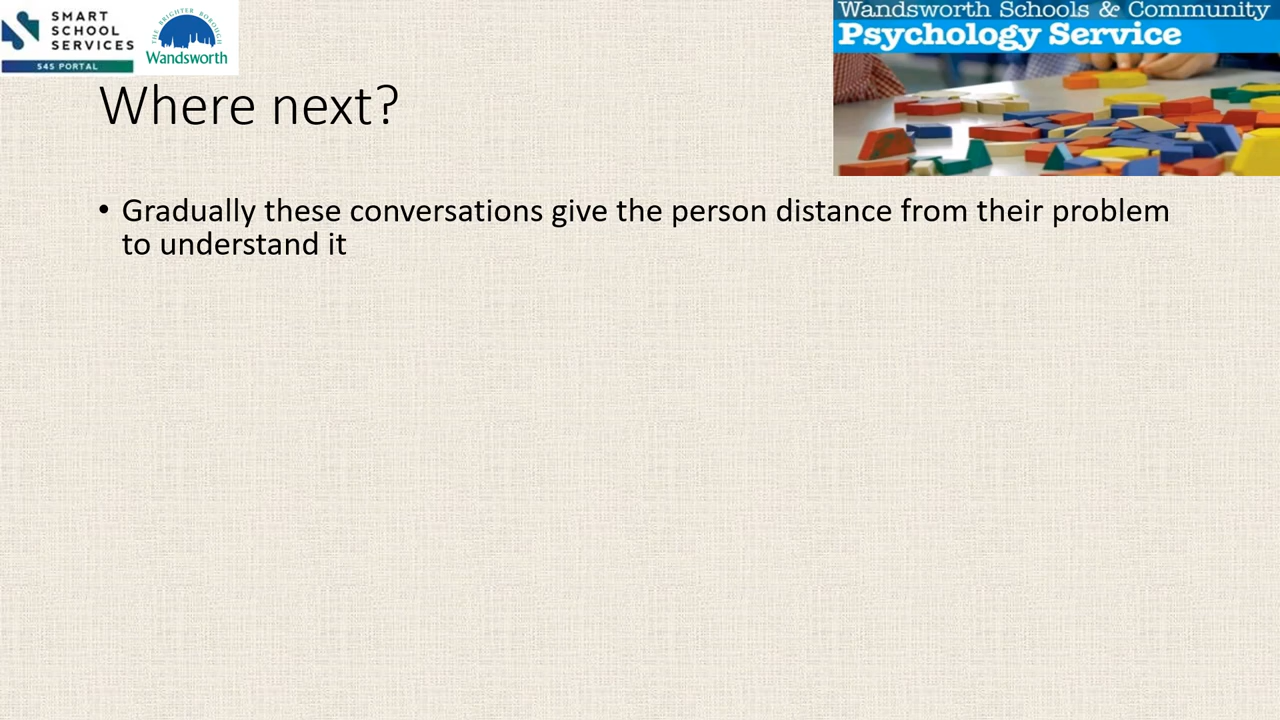 SMART
SCHOOL
SERVICES
S4S PORTAL
THE BRIGHTER BOROUGH
Wandsworth
Wandsworth Schools & Community
Psychology Service
Where next?
• Gradually these conversations give the person distance from their problem
to understand it